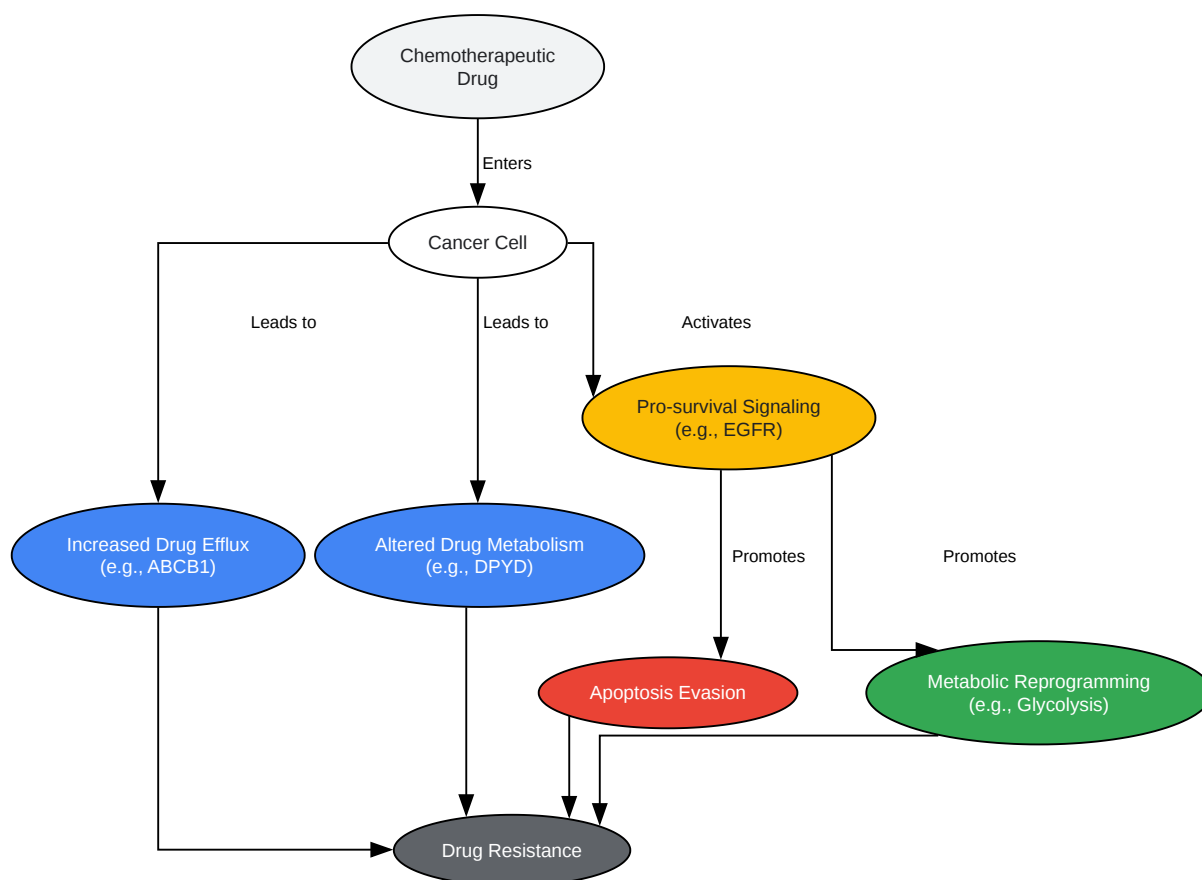 Chemotherapeutic
Drug
Enters
Cancer Cell
Leads to
Leads to
Activates
Pro-survival Signaling
(e.g., EGFR)
Increased Drug Efflux
(e.g., ABCB1)
Altered Drug Metabolism
(e.g., DPYD)
Promotes
Promotes
Apoptosis Evasion
Metabolic Reprogramming
(e.g., Glycolysis)
Drug Resistance